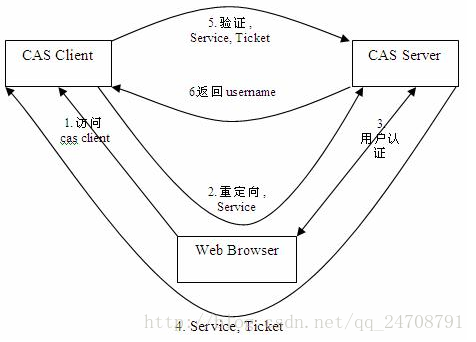 5.验证,
Service, Ticket
CAS Client
CAS Server
6返回 username
1.访问
cas client
3.
用户认
证
2.重定向,
Service
Web Browser
http://blog.csdn.net/qq_24708791
4. Service, Ticket